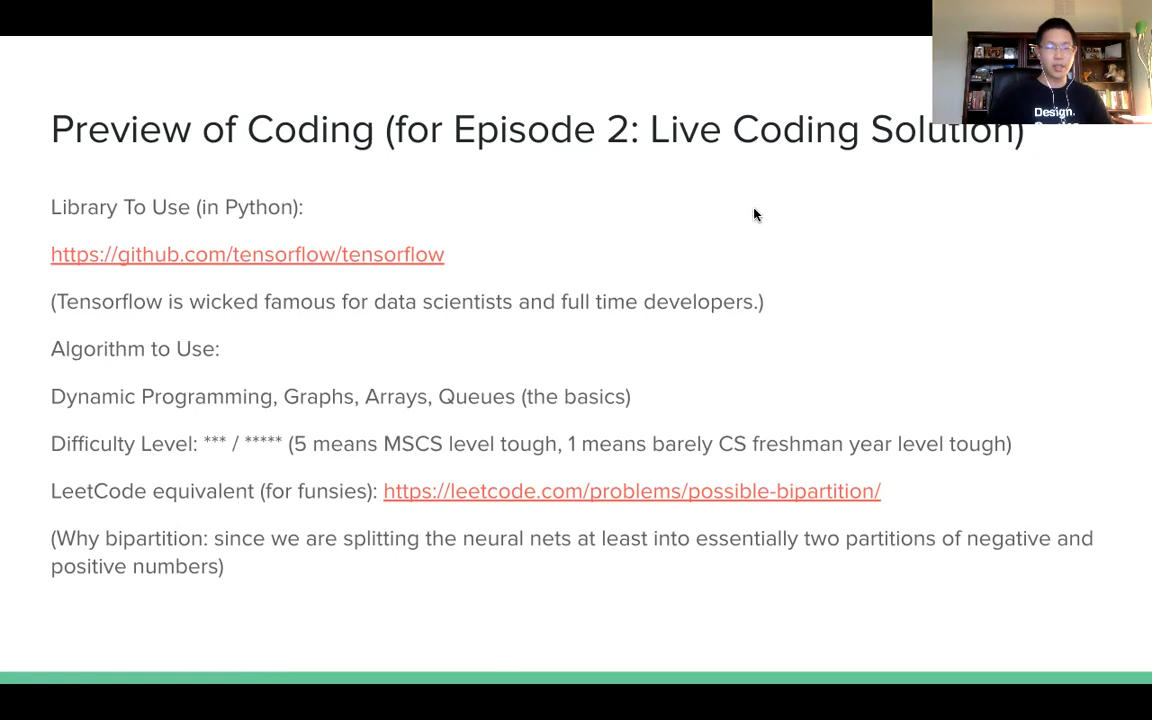 Preview of Coding (for Episode 2: Live Coding Solution)
Library To Use (in Python):
https://github.com/tensorflow/tensorflow
(Tensorflow is wicked famous for data scientists and full time developers.)
Algorithm to Use:
Dynamic Programming, Graphs, Arrays, Queues (the basics)
Difficulty Level: *** / ***** (5 means MSCS level tough, 1 means barely CS freshman year level tough)
LeetCode equivalent (for funsies): https://leetcode.com/problems/possible-bipartition/
(Why bipartition: since we are splitting the neural nets at least into essentially two partitions of negative and
positive numbers)
Design.